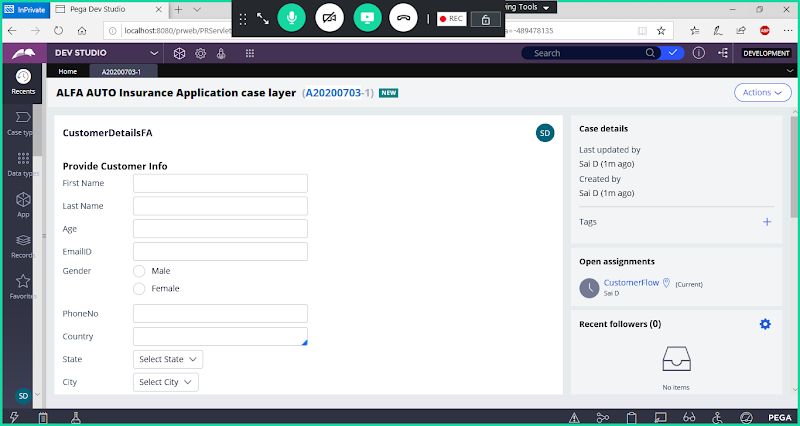 InPrivate
Pega Dev Studio
ving Tools
localhost:8080/prweb/PRServlet
REC
=-489478135
ABP
DEV STUDIO
Search
DEVELOPMENT
Recents
Home
A20200703-1
ALFA AUTO Insurance Application case layer (A20200703-1) NEW
Actions
CustomerDetailsFA
SD
Provide Customer Info
First Name
Last Name
Age
EmailID
Gender
Male
Female
PhoneNo
Country
State
Select State
City
Select City
Case details
Last updated by
Sai D (1m ago)
Created by
Sai D (1m ago)
Tags
Open assignments
CustomerFlow
(Current)
Sai D
Recent followers (0)
No items
Case typ
Data types
App
Records
Favorite
SD
PEGA